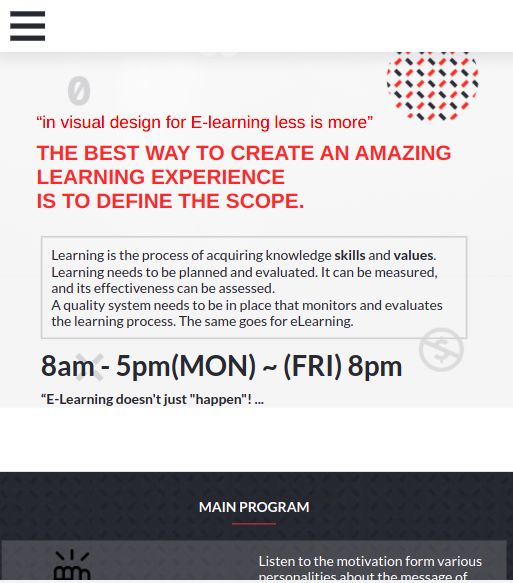 0
“in visual design for E-learning less is more”
THE BEST WAY TO CREATE AN AMAZING
LEARNING EXPERIENCE
IS TO DEFINE THE SCOPE.
Learning is the process of acquiring knowledge skills and values.
Learning needs to be planned and evaluated. It can be measured,
and its effectiveness can be assessed.
A quality system needs to be in place that monitors and evaluates
the learning process. The same goes for eLearning.
8am - 5pm(MON) ~ (FRI) 8pm
“E-Learning doesn't just "happen"! ...
MAIN PROGRAM
Listen to the motivation form various
personalities about the message of